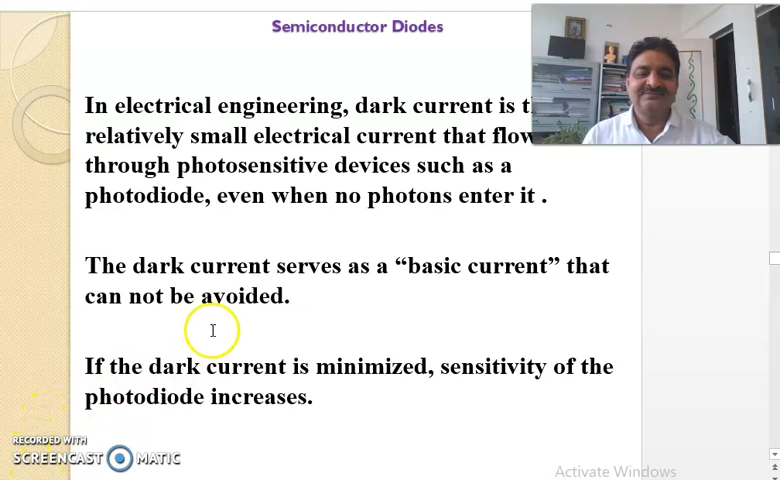 Semiconductor Diodes
In electrical engineering, dark current is
relatively small electrical current that
through photosensitive devices such as a
photodiode, even when no photons enter it .
The dark current serves as a “basic current” that
can not be avoided.
If the dark current is minimized, sensitivity of the
photodiode increases.
RECORDED WITH
SCREENCAST MATIC
Activate Windows